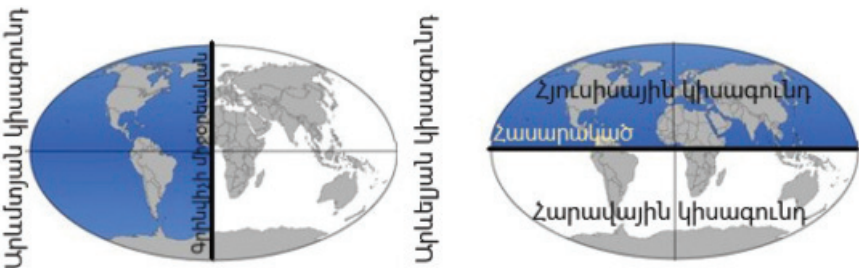 Արևմտյան կիսագունդ
Գրինվիչի միջօրեական
Արևելյան կիսագունդ
Հյուսիսային կիսագունդ
Հասարակած
Հարավային կիսագունդ